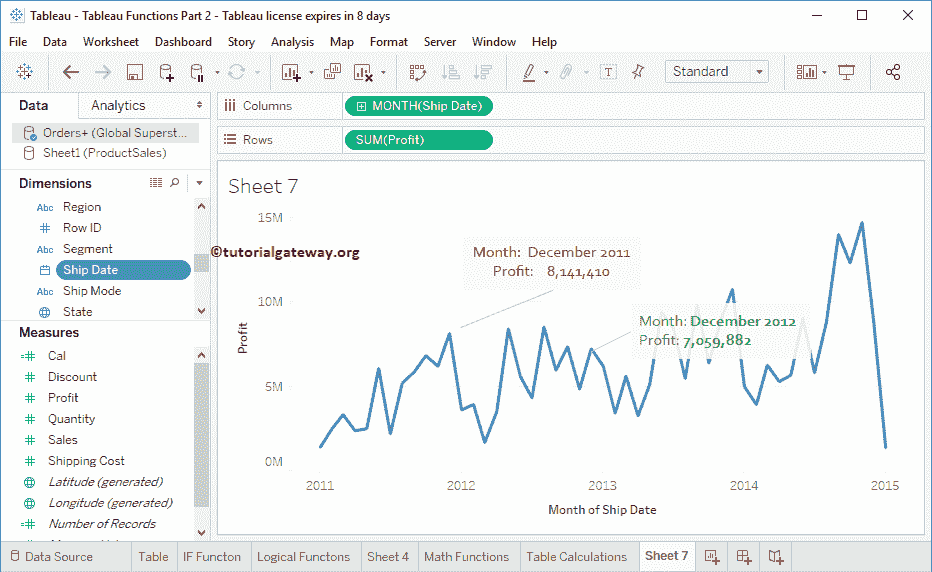 Tableau - Tableau Functions Part 2 - Tableau license expires in 8 days
File Data Worksheet Dashboard Story Analysis Map Format Server Window Help
Standard
Data Analytics
Columns MONTH(Ship Date)
Rows SUM(Profit)
Orders+ (Global Superst...
Sheet1 (ProductSales)
Dimensions
Abc Region
Row ID
Abc Segment
Ship Date
Abc Ship Mode
State
Measures
Cal
Discount
Profit
Quantity
Sales
Shipping Cost
Latitude (generated)
Longitude (generated)
Number of Records
Sheet 7
©tutorialgateway.org
15M
10M
5M
0M
Profit
Month: December 2011
Profit: 8,141,410
Month: December 2012
Profit: 7,059,882
2011 2012 2013 2014 2015
Month of Ship Date
Data Source Table IF Functon Logical Functons Sheet 4 Math Functions Table Calculations Sheet 7